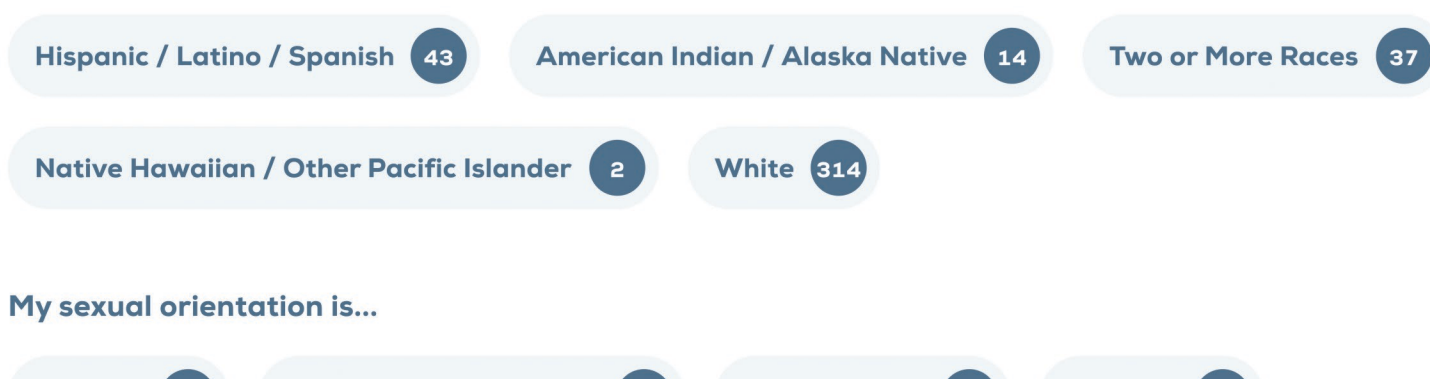 Hispanic / Latino / Spanish 43 American Indian / Alaska Native 14 Two or More Races 37
Native Hawaiian / Other Pacific Islander 2 White 314
My sexual orientation is...